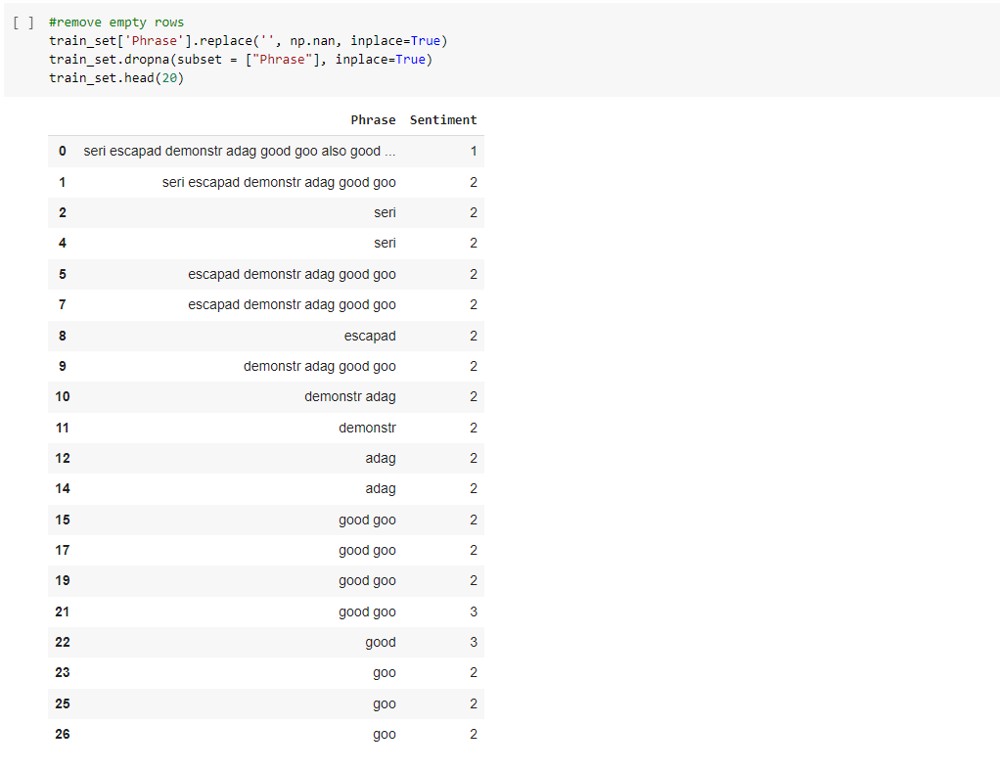 [ ] #remove empty rows
train_set['Phrase'].replace('', np.nan, inplace=True)
train_set.dropna(subset = ["Phrase"], inplace=True)
train_set.head(20)
Phrase Sentiment
0 seri escapad demonstr adag good goo also good ... 1
1 seri escapad demonstr adag good goo 2
2 seri 2
4 seri 2
5 escapad demonstr adag good goo 2
7 escapad demonstr adag good goo 2
8 escapad 2
9 demonstr adag good goo 2
10 demonstr adag 2
11 demonstr 2
12 adag 2
14 adag 2
15 good goo 2
17 good goo 2
19 good goo 2
21 good goo 3
22 good 3
23 goo 2
25 goo 2
26 goo 2